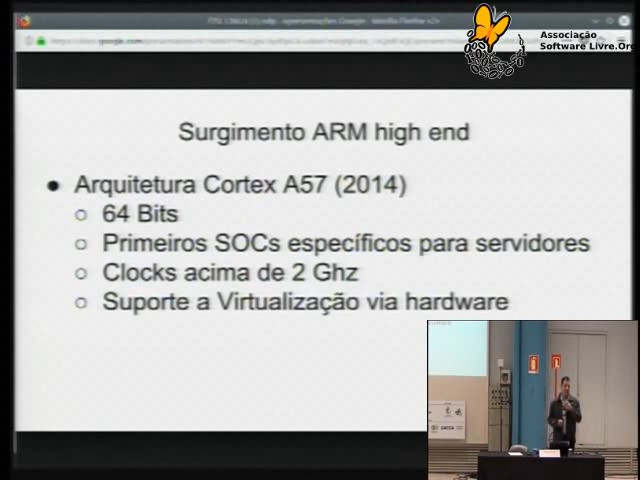 Associação
Software Livre.Org
Surgimento ARM high end
● Arquitetura Cortex A57 (2014)
○ 64 Bits
○ Primeiros SOCs específicos para servidores
○ Clocks acima de 2 Ghz
○ Suporte a Virtualização via hardware